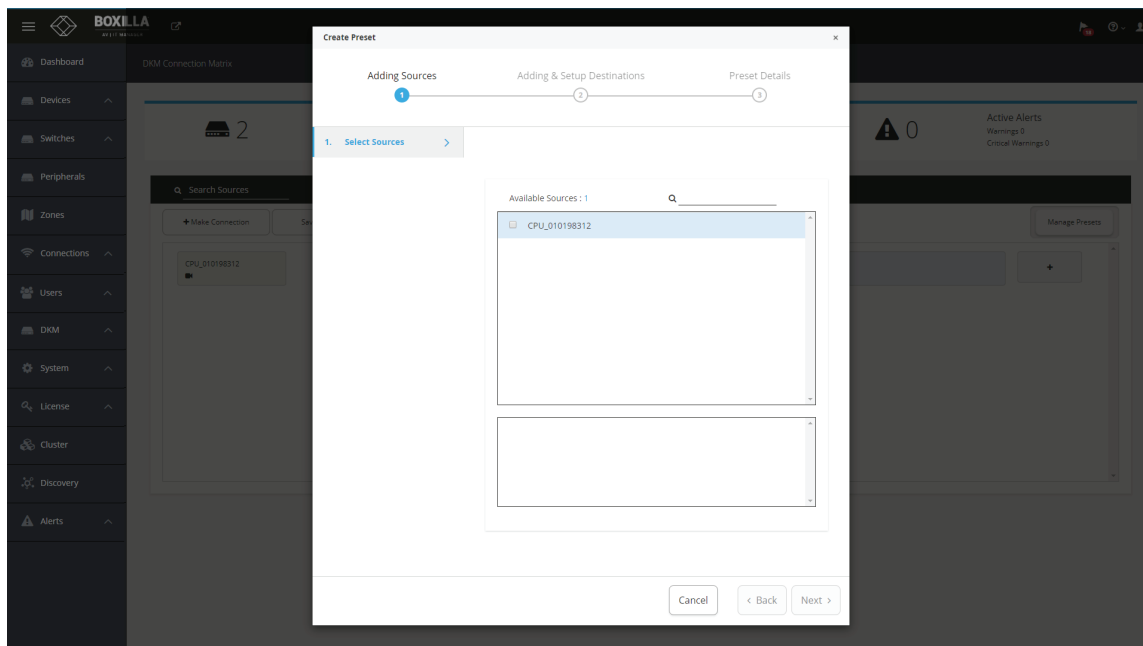 BOXILLA
Create Preset
×
Dashboard
DKM Connection Matrix
Adding Sources
Adding & Setup Destinations
Preset Details
1
2
3
Devices
Switches
2
0
Active Alerts
Warnings 0
Critical Warnings 0
1. Select Sources
Peripherals
Search Sources
Available Sources : 1
Zones
+ Make Connection
Manage Presets
CPU_010198312
Connections
CPU_010198312
+
Users
DKM
System
License
Cluster
Discovery
Alerts
Cancel
< Back
Next >